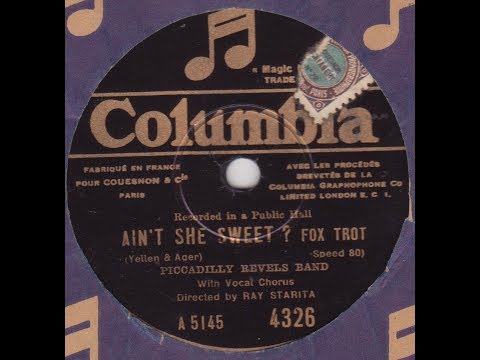 « Magic
TRADE
Columbia
FABRIQUÉ EN FRANCE
POUR COUESNON & Cie
PARIS
AVEC LES PROCÉDÉS
BREVETÉS DE LA
COLUMBIA GRAPHOPHONE Co
LIMITED LONDON E. C. I.
Recorded in a Public Hall
AIN'T SHE SWEET ? FOX TROT
(Yellen & Ager) -Speed 80)
PICCADILLY REVELS BAND
With Vocal Chorus
Directed by RAY STARITA
A 5145 4326